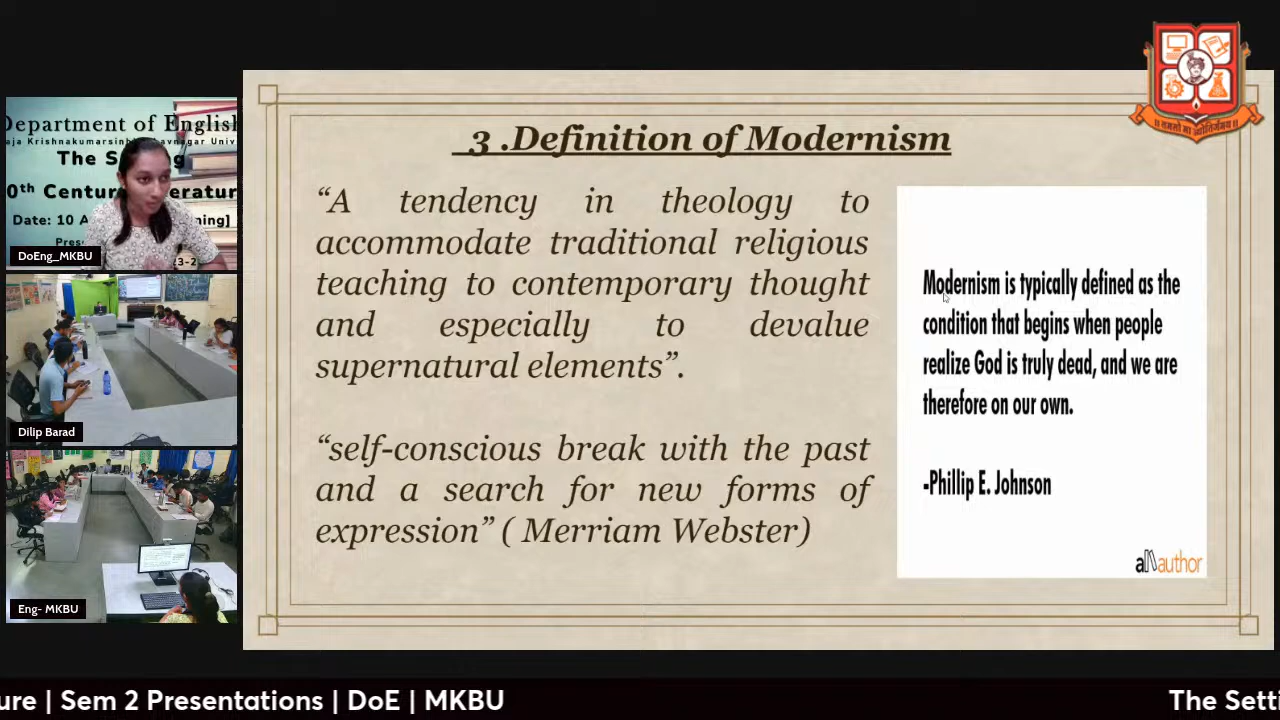 Department of English
Krishnakumarsinh
The
Century
Date: 10
DoEng_MKBU
Dilip Barad
Eng- MKBU
3 .Definition of Modernism
“A tendency in theology to
accommodate traditional religious
teaching to contemporary thought
and especially to devalue
supernatural elements”.
“self-conscious break with the past
and a search for new forms of
expression” ( Merriam Webster)
Modernism is typically defined as the
condition that begins when people
realize God is truly dead, and we are
therefore on our own.
-Phillip E. Johnson
allauthor
॥ तमसो मा ज्योतिर्गमय ॥
ure | Sem 2 Presentations | DoE | MKBU
The Setti